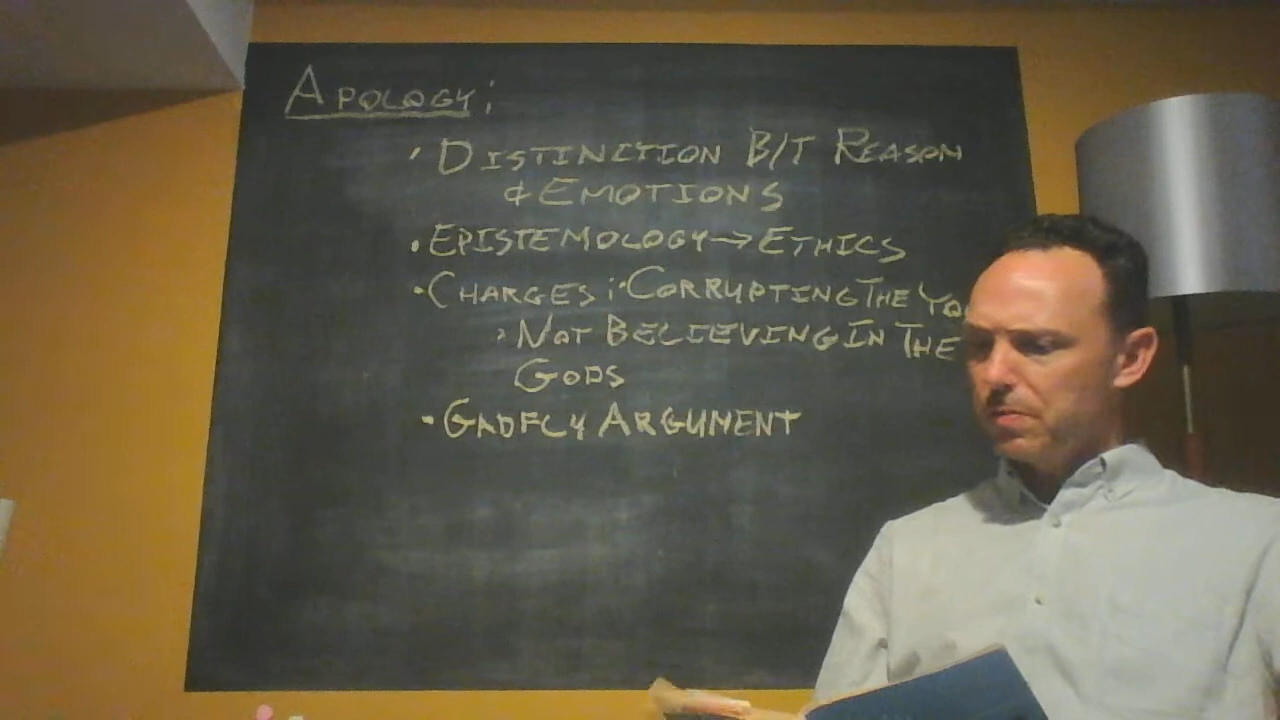 APOLOGY:
· DISTINCTION B/T REASON
& EMOTIONS
· EPISTEMOLOGY → ETHICS
· CHARGES: · CORRUPTING THE
· NOT BELIEVING IN THE
GODS
· GADFLY ARGUMENT